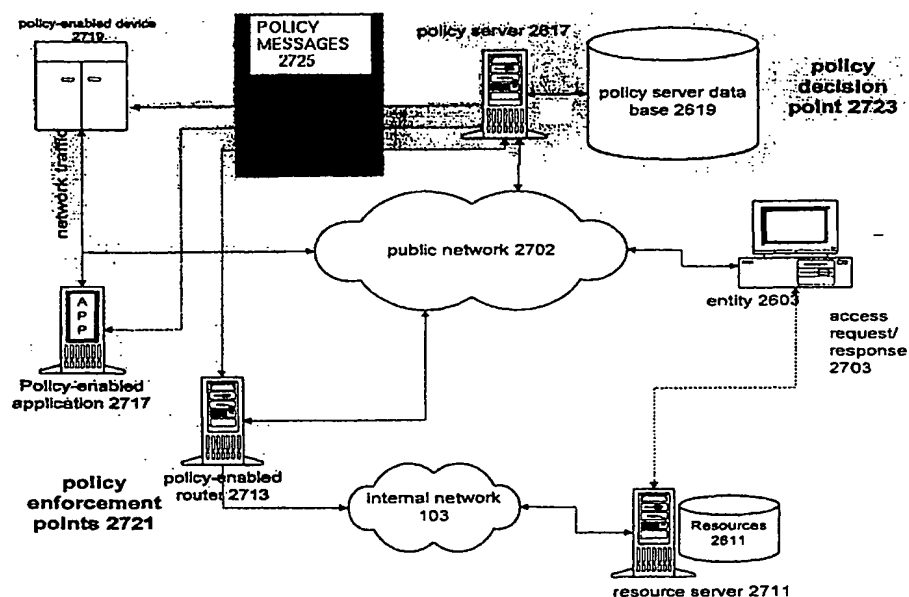 policy-enabled device
2719
POLICY
MESSAGES
2725
policy server 2617
policy server data
base 2619
policy
decision
point 2723
network traffic
public network 2702
entity 2603
access
request/
response
2703
A
P
P
Policy-enabled
application 2717
policy-enabled
router 2713
policy
enforcement
points 2721
internal network
103
Resources
2611
resource server 2711